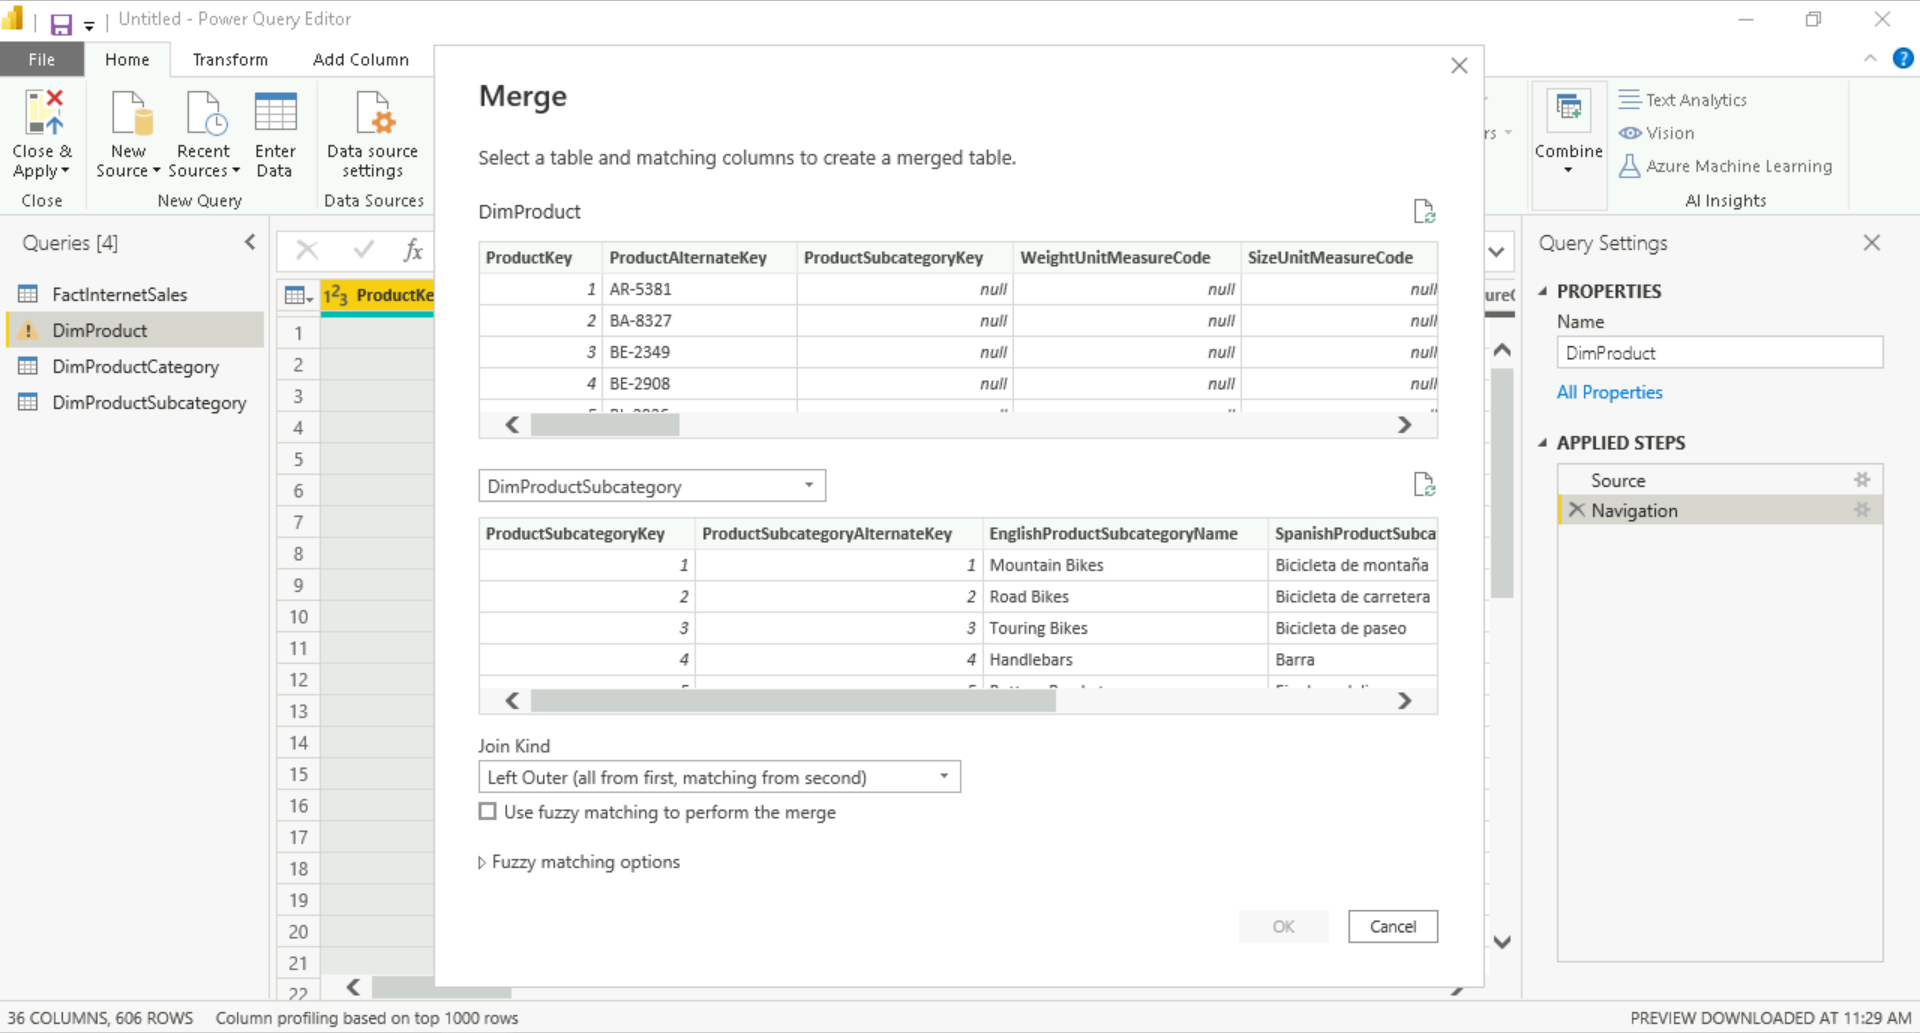 Untitled - Power Query Editor
File
Home
Transform
Add Column
Close &
Apply
Close
New
Source
Recent
Sources
Enter
Data
New Query
Data source
settings
Data Sources
rs
Combine
Text Analytics
Vision
Azure Machine Learning
AI Insights
Queries [4]
FactInternetSales
DimProduct
DimProductCategory
DimProductSubcategory
fx
1²3 ProductKe
1
2
3
4
5
6
7
8
9
10
11
12
13
14
15
16
17
18
19
20
21
22
Merge
Select a table and matching columns to create a merged table.
DimProduct
ProductKey ProductAlternateKey ProductSubcategoryKey WeightUnitMeasureCode SizeUnitMeasureCode
1 AR-5381 null null null
2 BA-8327 null null null
3 BE-2349 null null null
4 BE-2908 null null null
DimProductSubcategory
ProductSubcategoryKey ProductSubcategoryAlternateKey EnglishProductSubcategoryName SpanishProductSubca
1 1 Mountain Bikes Bicicleta de montaña
2 2 Road Bikes Bicicleta de carretera
3 3 Touring Bikes Bicicleta de paseo
4 4 Handlebars Barra
Join Kind
Left Outer (all from first, matching from second)
Use fuzzy matching to perform the merge
Fuzzy matching options
OK
Cancel
Query Settings
PROPERTIES
Name
DimProduct
All Properties
APPLIED STEPS
Source
Navigation
36 COLUMNS, 606 ROWS
Column profiling based on top 1000 rows
PREVIEW DOWNLOADED AT 11:29 AM